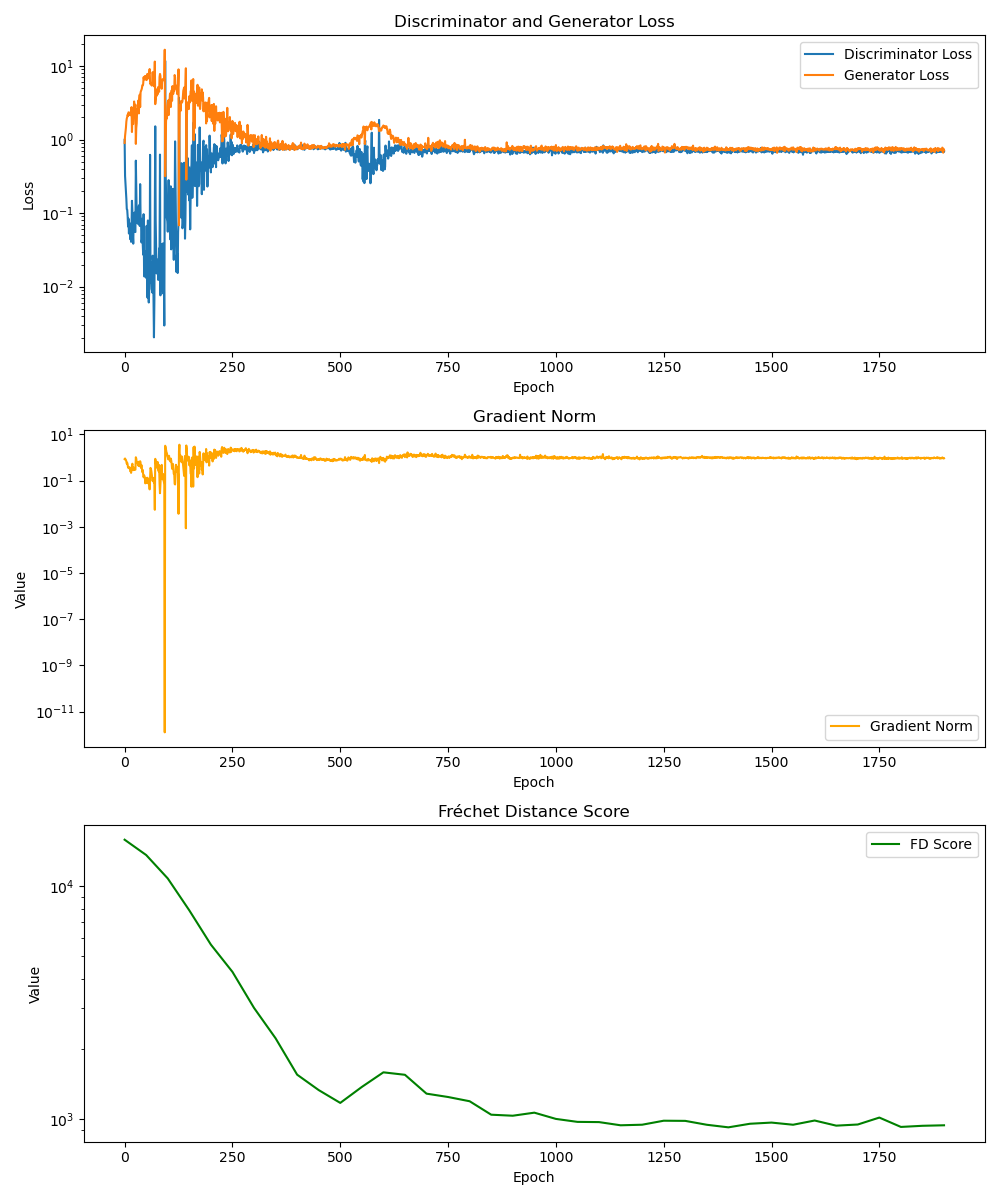 Discriminator and Generator Loss
10^1
10^0
10^-1
10^-2
Loss
Discriminator Loss
Generator Loss
0 250 500 750 1000 1250 1500 1750
Epoch
Gradient Norm
10^1
10^-1
10^-3
10^-5
10^-7
10^-9
10^-11
Value
Gradient Norm
0 250 500 750 1000 1250 1500 1750
Epoch
Fréchet Distance Score
10^4
10^3
Value
FD Score
0 250 500 750 1000 1250 1500 1750
Epoch